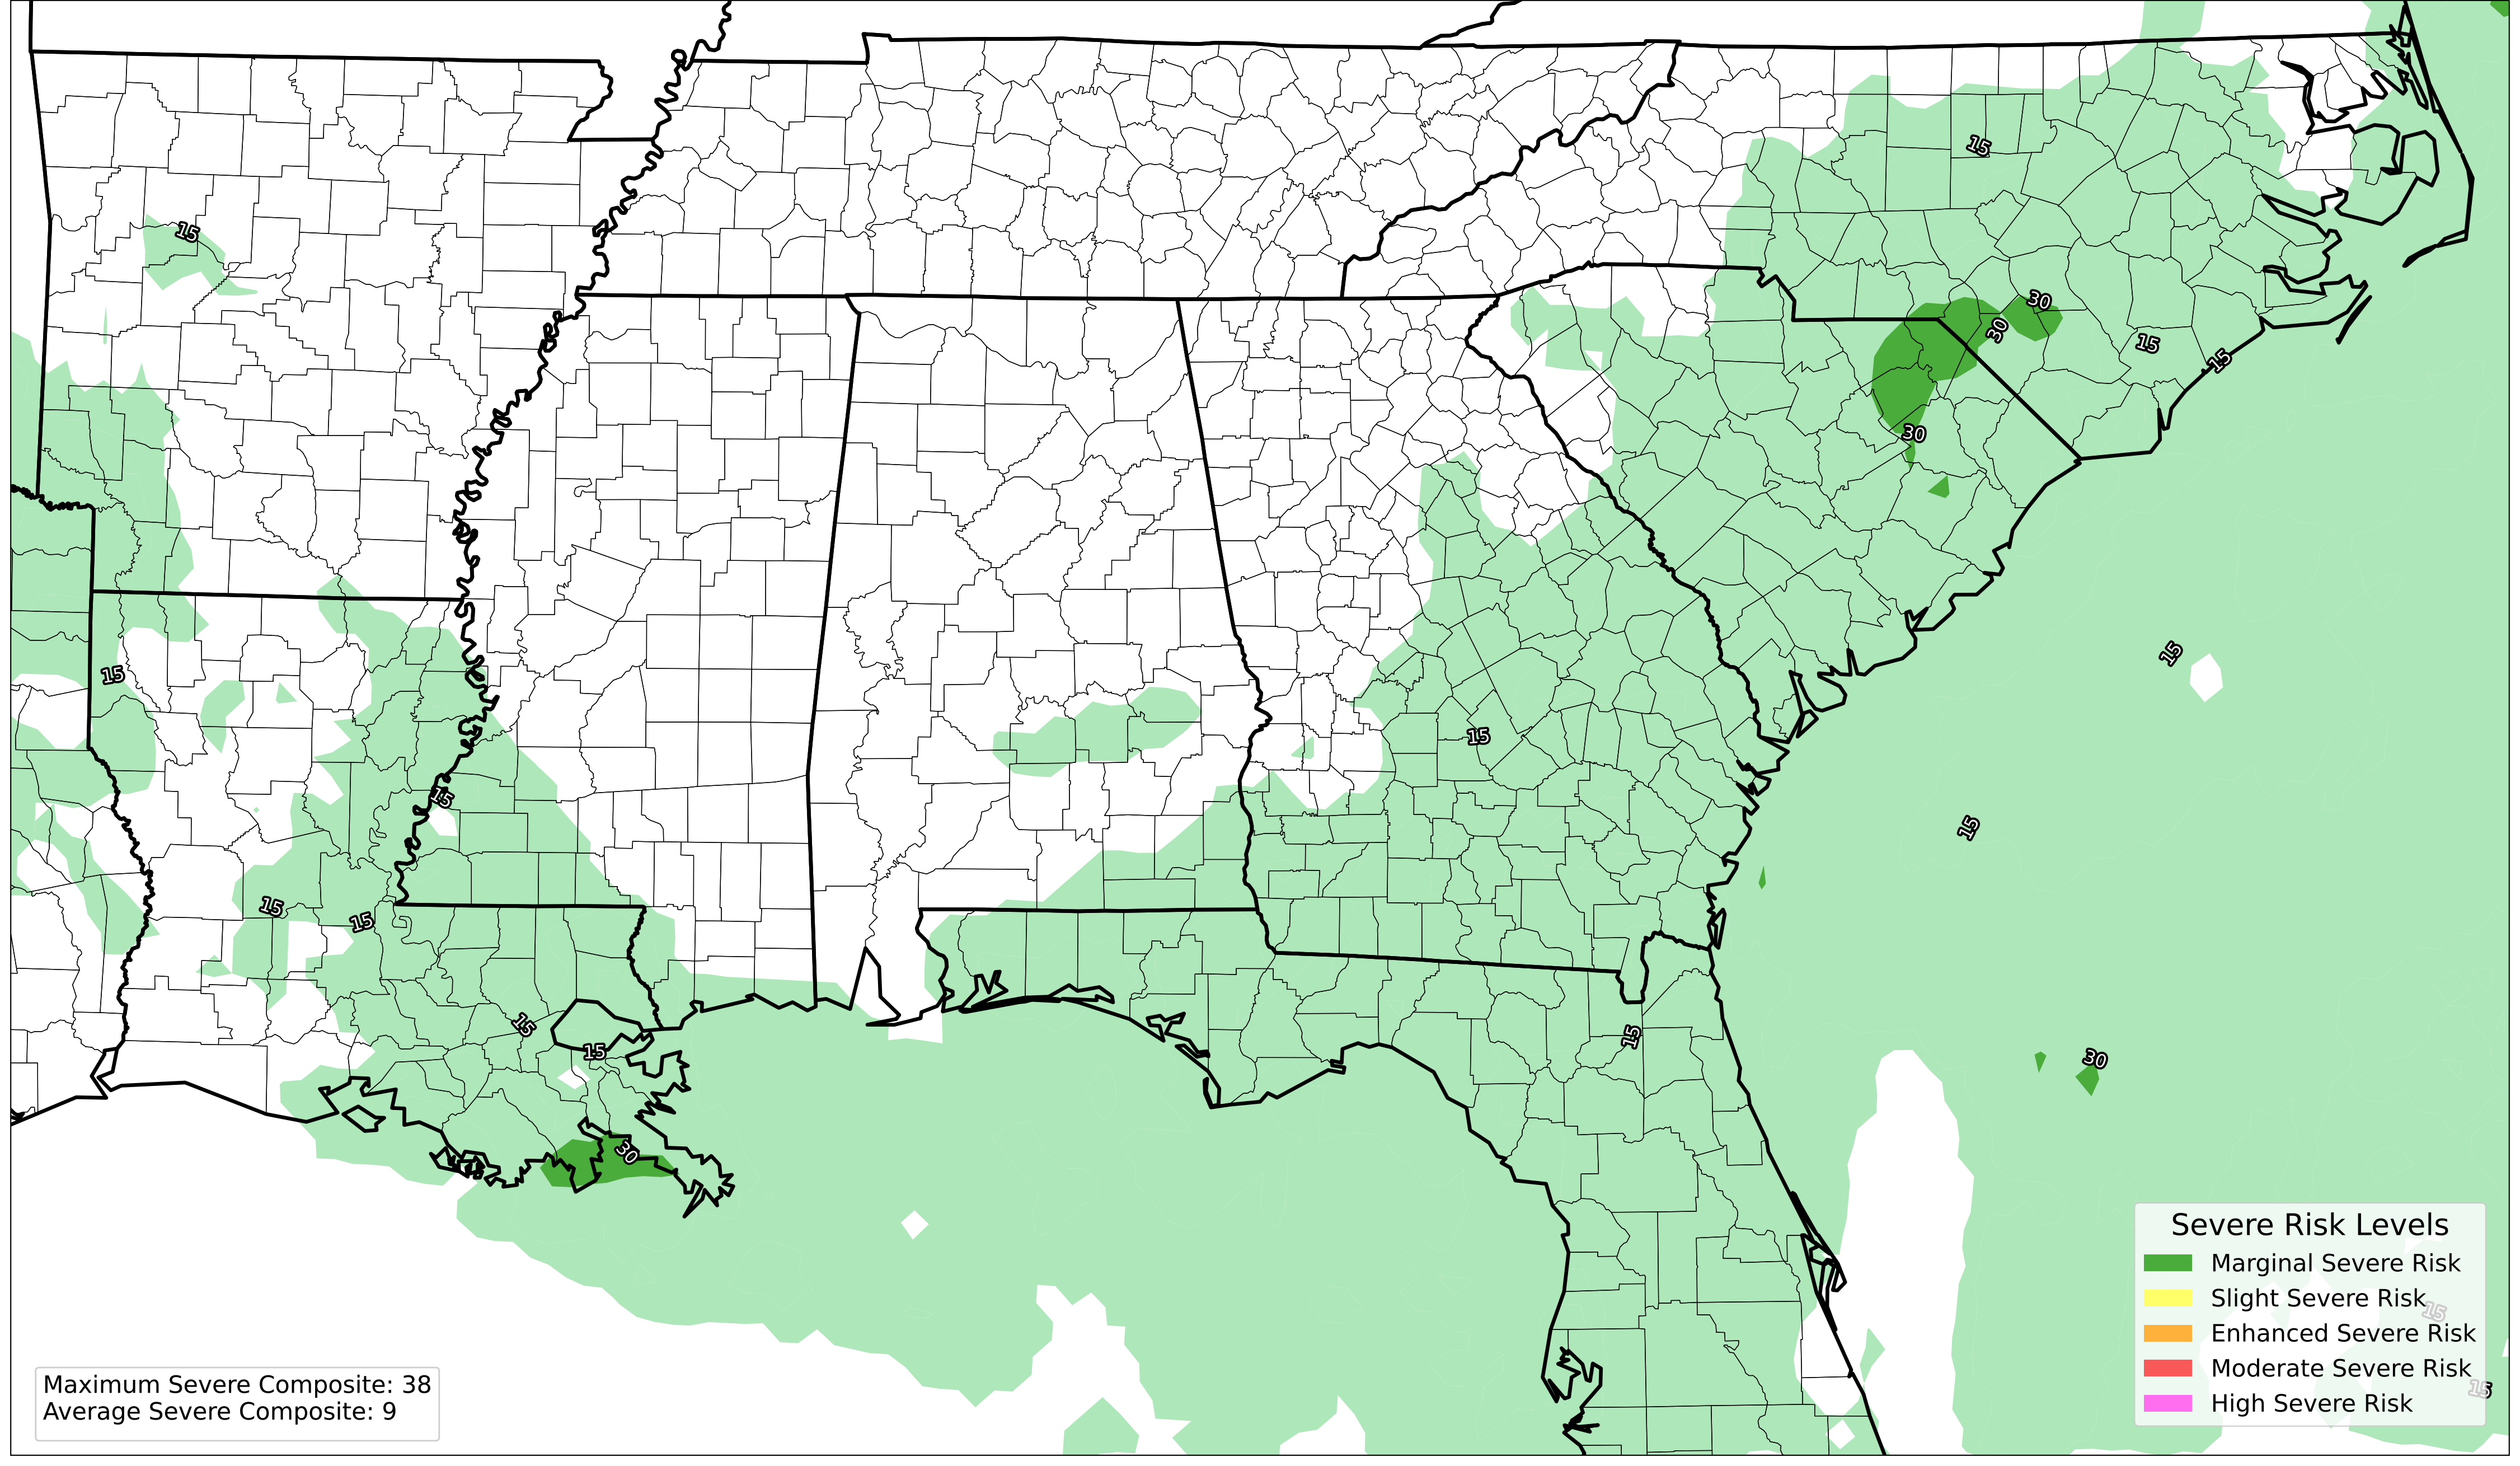 15
15
30
30
15
15
30
15
15
15
15
15
15
15
15
15
15
30
30
Severe Risk Levels
Marginal Severe Risk
Slight Severe Risk
Enhanced Severe Risk
Moderate Severe Risk
High Severe Risk
15
15
Maximum Severe Composite: 38
Average Severe Composite: 9